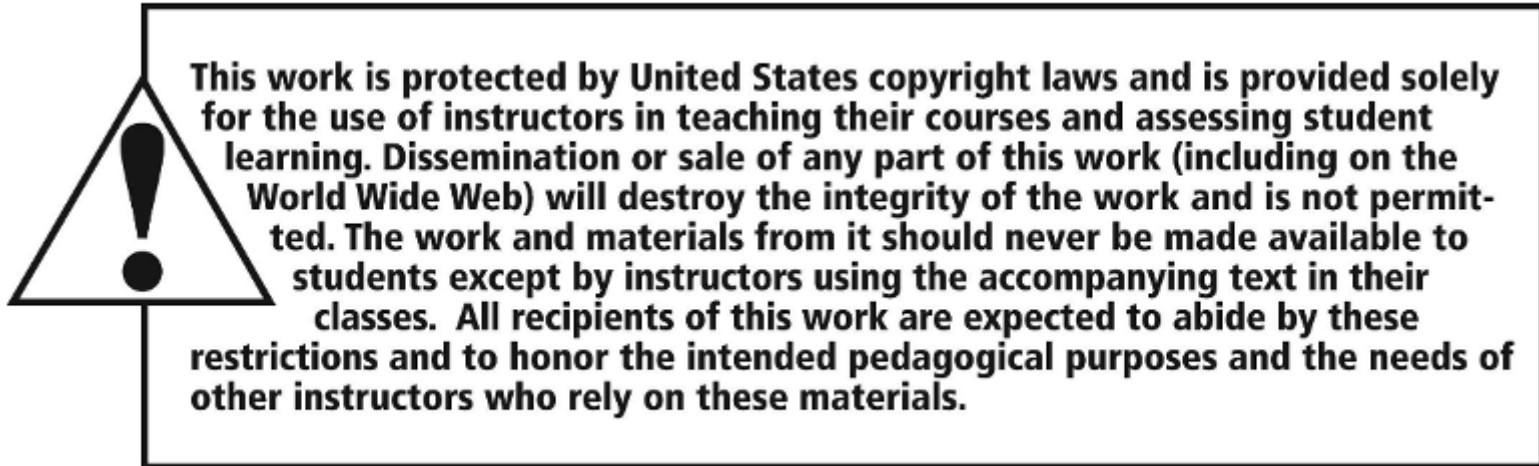 This work is protected by United States copyright laws and is provided solely
for the use of instructors in teaching their courses and assessing student
learning. Dissemination or sale of any part of this work (including on the
World Wide Web) will destroy the integrity of the work and is not permit-
ted. The work and materials from it should never be made available to
students except by instructors using the accompanying text in their
classes.  All recipients of this work are expected to abide by these
restrictions and to honor the intended pedagogical purposes and the needs of
other instructors who rely on these materials.